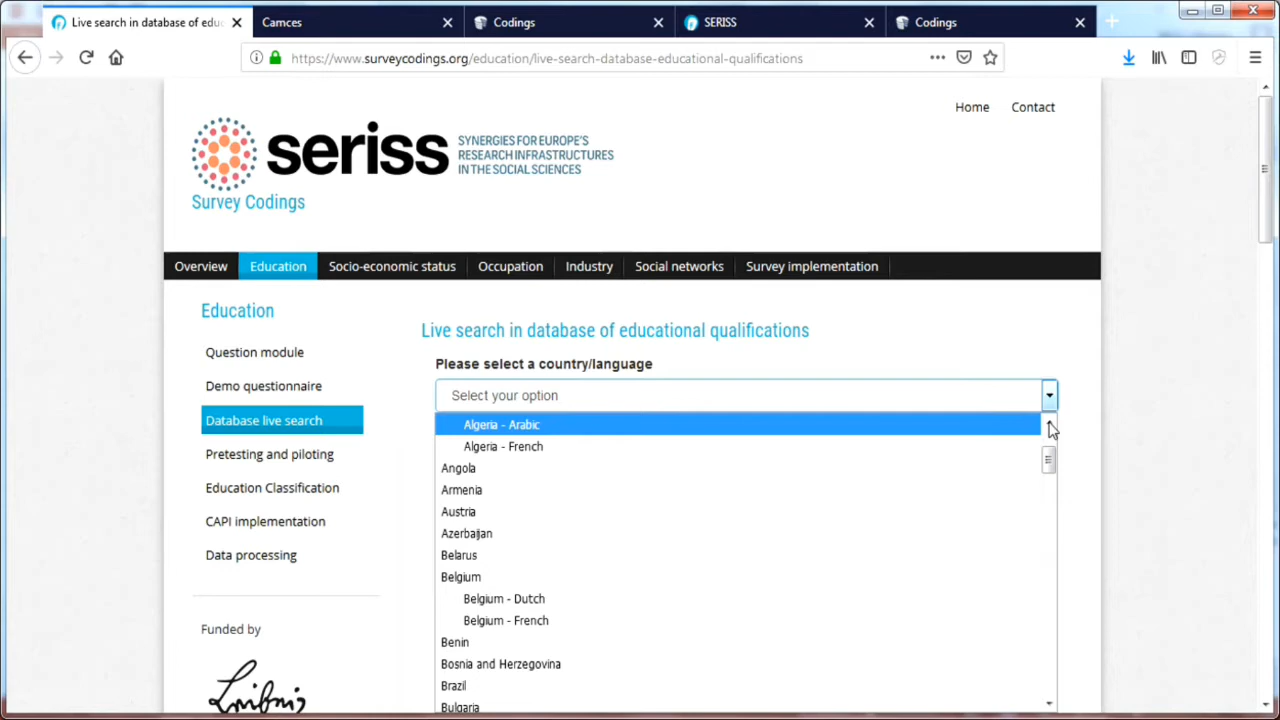 Live search in database of educ
Camces
Codings
SERISS
Codings
https://www.surveycodings.org/education/live-search-database-educational-qualifications
Home
Contact
seriss
SYNERGIES FOR EUROPE'S
RESEARCH INFRASTRUCTURES
IN THE SOCIAL SCIENCES
Survey Codings
Overview
Education
Socio-economic status
Occupation
Industry
Social networks
Survey implementation
Education
Question module
Demo questionnaire
Database live search
Pretesting and piloting
Education Classification
CAPI implementation
Data processing
Funded by
Leibniz
Live search in database of educational qualifications
Please select a country/language
Select your option
Algeria - Arabic
Algeria - French
Angola
Armenia
Austria
Azerbaijan
Belarus
Belgium
Belgium - Dutch
Belgium - French
Benin
Bosnia and Herzegovina
Brazil
Bulgaria